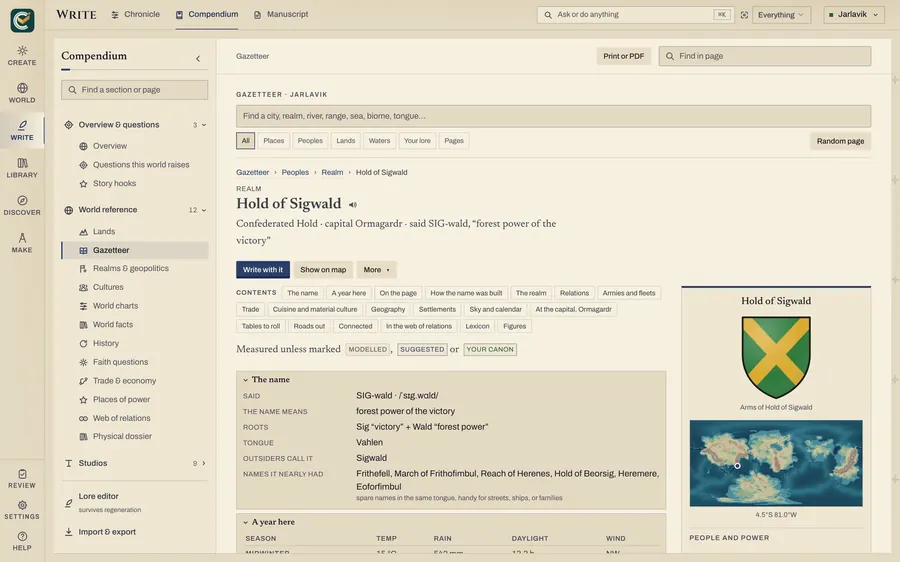 WRITE
Chronicle
Compendium
Manuscript
Ask or do anything
⌘K
Everything
Jarlavik
CREATE
WORLD
WRITE
LIBRARY
DISCOVER
MAKE
REVIEW
SETTINGS
HELP
Compendium
Find a section or page
Overview & questions 3
Overview
Questions this world raises
Story hooks
World reference 12
Lands
Gazetteer
Realms & geopolitics
Cultures
World charts
World facts
History
Faith questions
Trade & economy
Places of power
Web of relations
Physical dossier
Studios 9
Lore editor
survives regeneration
Import & export
Gazetteer
Print or PDF
Find in page
GAZETTEER · JARLAVIK
Find a city, realm, river, range, sea, biome, tongue...
All Places Peoples Lands Waters Your lore Pages
Random page
Gazetteer › Peoples › Realm › Hold of Sigwald
REALM
Hold of Sigwald
Confederated Hold · capital Ormagardr · said SIG-wald, “forest power of the
victory”
Write with it
Show on map
More
CONTENTS The name A year here On the page How the name was built The realm Relations Armies and fleets
Trade Cuisine and material culture Geography Settlements Sky and calendar At the capital. Ormagardr
Tables to roll Roads out Connected In the web of relations Lexicon Figures
Measured unless marked MODELLED, SUGGESTED or YOUR CANON
The name
SAID SIG-wald · /ˈsɪɡ.wald/
THE NAME MEANS forest power of the victory
ROOTS Sig “victory” + Wald “forest power”
TONGUE Vahlen
OUTSIDERS CALL IT Sigwald
NAMES IT NEARLY HAD Frithefell, March of Frithofimbul, Reach of Herenes, Hold of Beorsig, Heremere,
Eoforfimbul
spare names in the same tongue, handy for streets, ships, or families
A year here
SEASON TEMP RAIN DAYLIGHT WIND
Hold of Sigwald
Arms of Hold of Sigwald
4.5°S 81.0°W
PEOPLE AND POWER